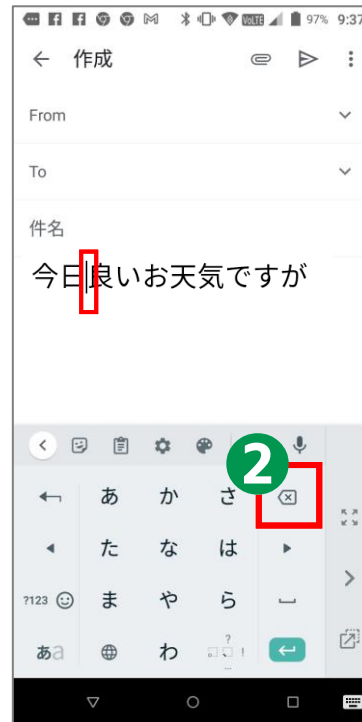 97% 9:37
作成
From
To
件名
今日良いお天気ですが
2
あ か さ
た な は
?123 ま や ら
あa わ 、。?!…